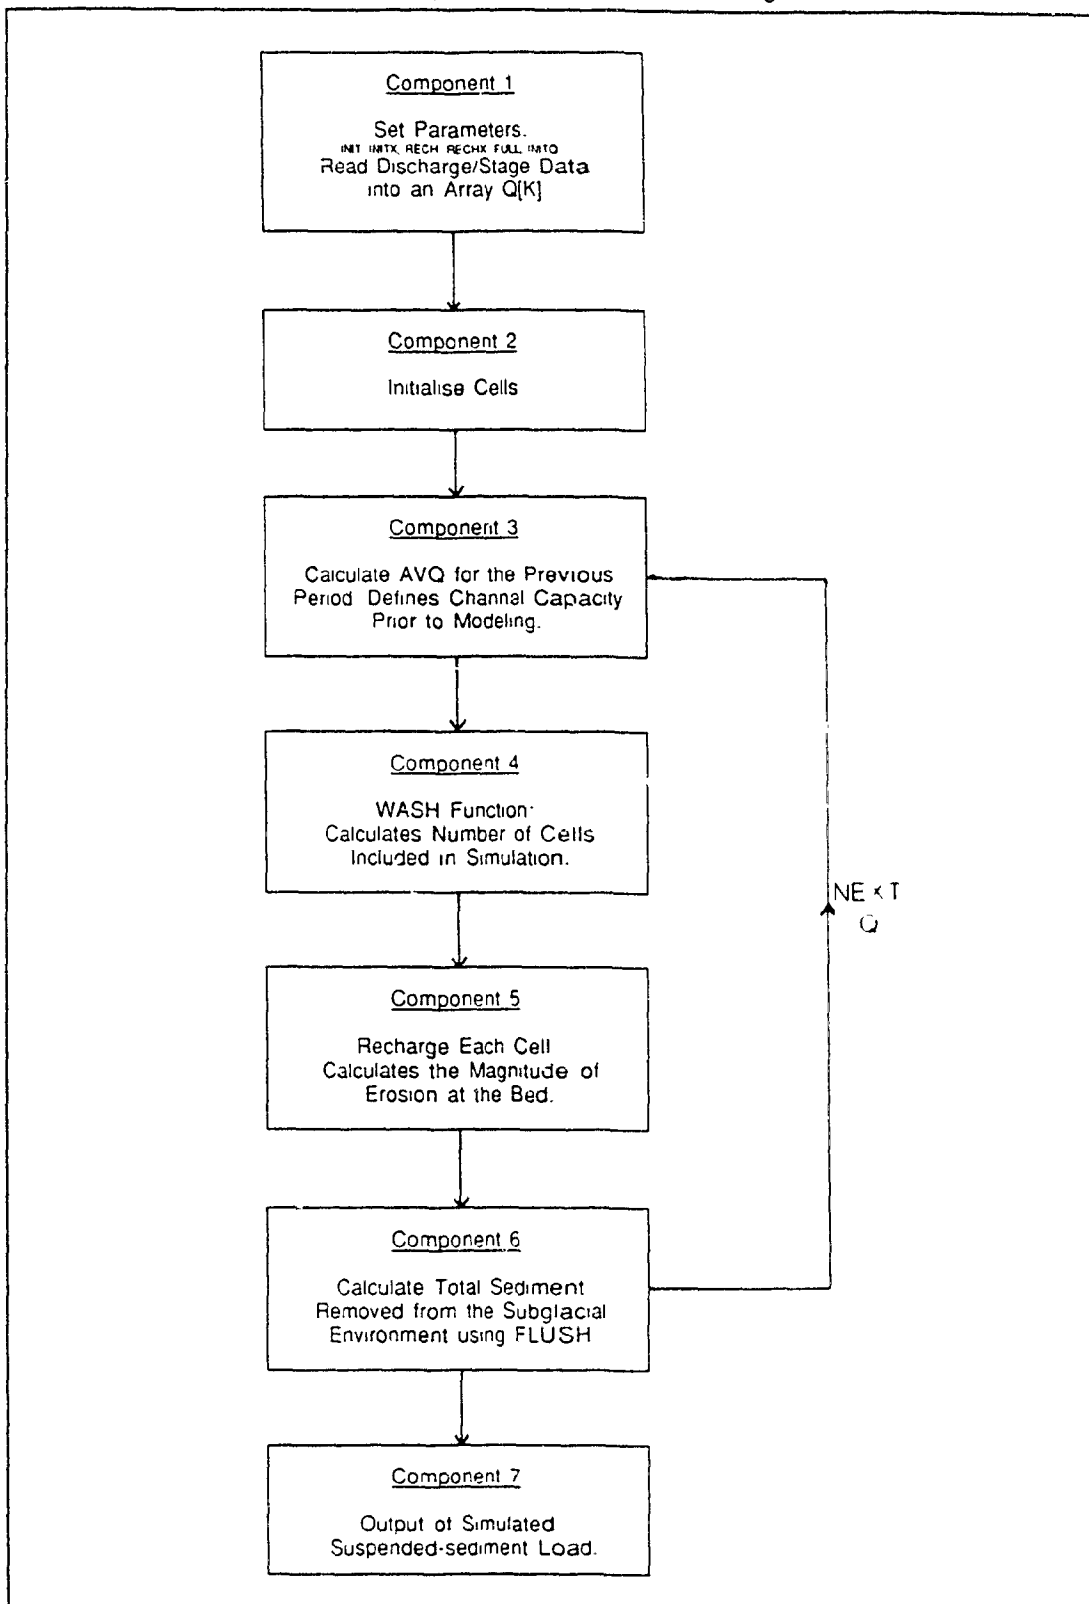 Component 1
Set Parameters.
INIT INITX, RECH RECHX FULL, INITQ
Read Discharge/Stage Data
into an Array Q[K]
Component 2
Initialise Cells
Component 3
Calculate AVQ for the Previous
Period Defines Channal Capacity
Prior to Modeling.
Component 4
WASH Function·
Calculates Number of Cells
Included in Simulation.
NEXT
Q
Component 5
Recharge Each Cell
Calculates the Magnitude of
Erosion at the Bed.
Component 6
Calculate Total Sediment
Removed from the Subglacial
Environment using FLUSH
Component 7
Output of Simulated
Suspended-sediment Load.